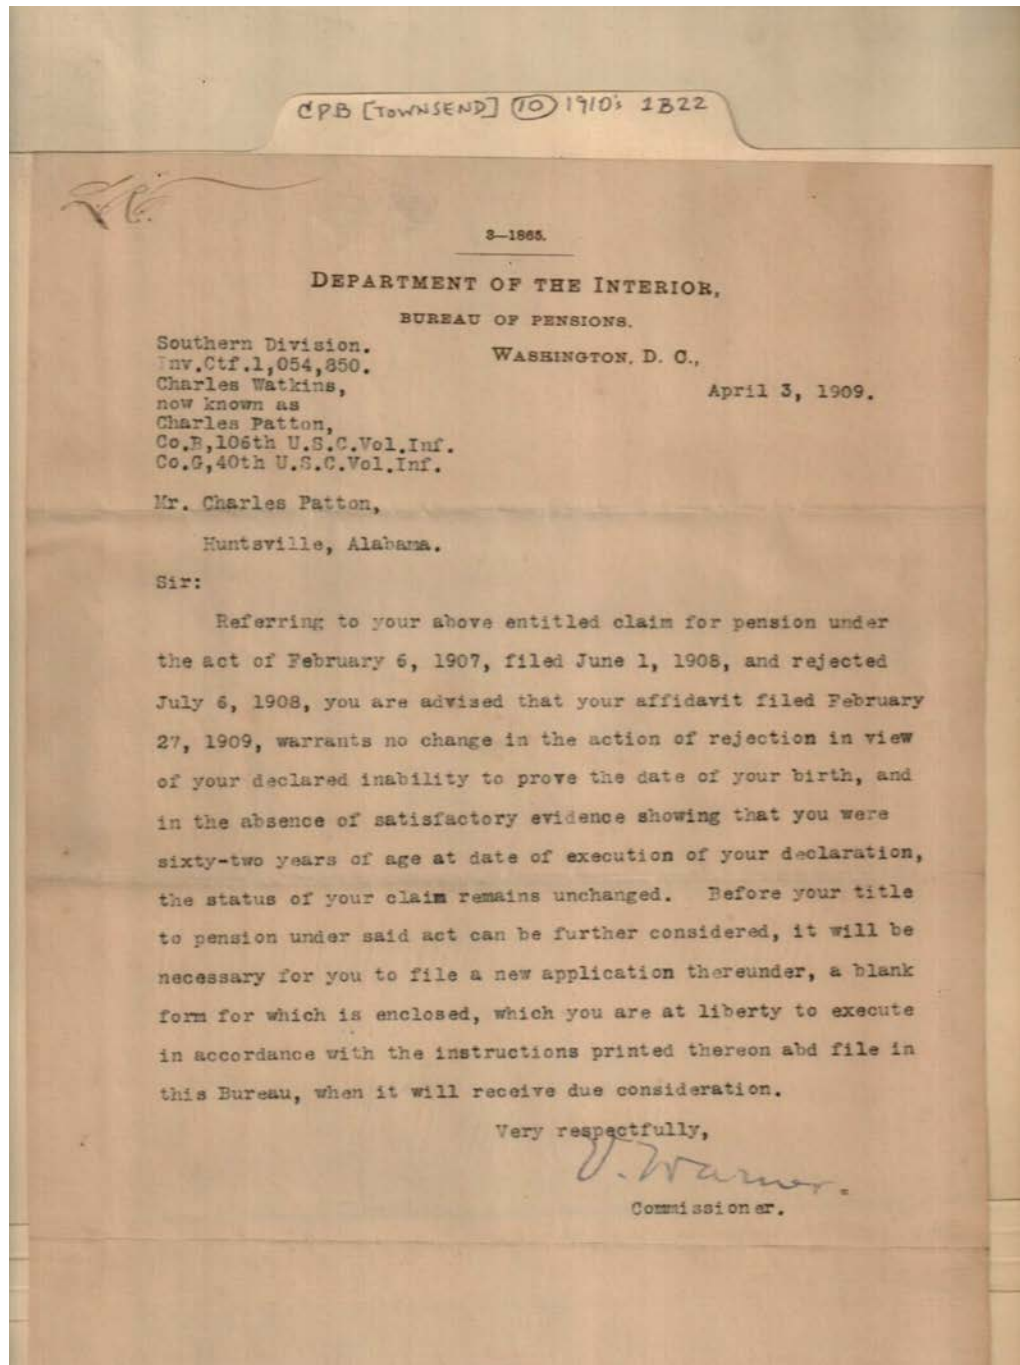 CPB [TOWNSEND] (10) 1910's 1B22
3—1865.
DEPARTMENT OF THE INTERIOR,
BUREAU OF PENSIONS.
WASHINGTON, D. C.,
April 3, 1909.
Southern Division.
Inv.Ctf.1,054,850.
Charles Watkins,
now known as
Charles Patton,
Co.B,106th U.S.C.Vol.Inf.
Co.G,40th U.S.C.Vol.Inf.
Mr. Charles Patton,
Huntsville, Alabama.
Sir:
Referring to your above entitled claim for pension under
the act of February 6, 1907, filed June 1, 1908, and rejected
July 6, 1908, you are advised that your affidavit filed February
27, 1909, warrants no change in the action of rejection in view
of your declared inability to prove the date of your birth, and
in the absence of satisfactory evidence showing that you were
sixty-two years of age at date of execution of your declaration,
the status of your claim remains unchanged. Before your title
to pension under said act can be further considered, it will be
necessary for you to file a new application thereunder, a blank
form for which is enclosed, which you are at liberty to execute
in accordance with the instructions printed thereon abd file in
this Bureau, when it will receive due consideration.
Very respectfully,
V. Warner.
Commissioner.